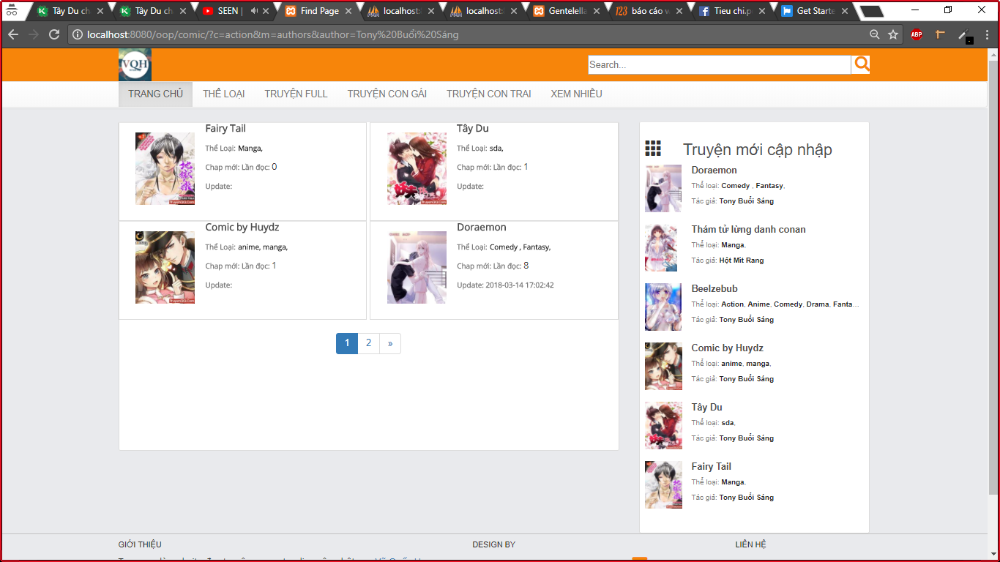 Tây Du ch
Tây Du ch
SEEN |
Find Page
localhost:
localhost:
Gentelella
báo cáo w
Tieu chi.p
Get Starte
localhost:8080/oop/comic/?c=action&m=authors&author=Tony%20Buổi%20Sáng
ABP
VQH
Search...
TRANG CHỦ THỂ LOẠI TRUYỆN FULL TRUYỆN CON GÁI TRUYỆN CON TRAI XEM NHIỀU
Fairy Tail
Thể Loại: Manga,
Chap mới: Lần đọc: 0
Update:
Tây Du
Thể Loại: sda,
Chap mới: Lần đọc: 1
Update:
Comic by Huydz
Thể Loại: anime, manga,
Chap mới: Lần đọc: 1
Update:
Doraemon
Thể Loại: Comedy , Fantasy,
Chap mới: Lần đọc: 8
Update: 2018-03-14 17:02:42
1 2 »
Truyện mới cập nhập
Doraemon
Thể loại: Comedy , Fantasy,
Tác giả: Tony Buổi Sáng
Thám tử lừng danh conan
Thể loại: Manga,
Tác giả: Hột Mít Rang
Beelzebub
Thể loại: Action, Anime, Comedy, Drama, Fanta...
Tác giả: Tony Buổi Sáng
Comic by Huydz
Thể loại: anime, manga,
Tác giả: Tony Buổi Sáng
Tây Du
Thể loại: sda,
Tác giả: Tony Buổi Sáng
Fairy Tail
Thể loại: Manga,
Tác giả: Tony Buổi Sáng
GIỚI THIỆU
DESIGN BY
LIÊN HỆ